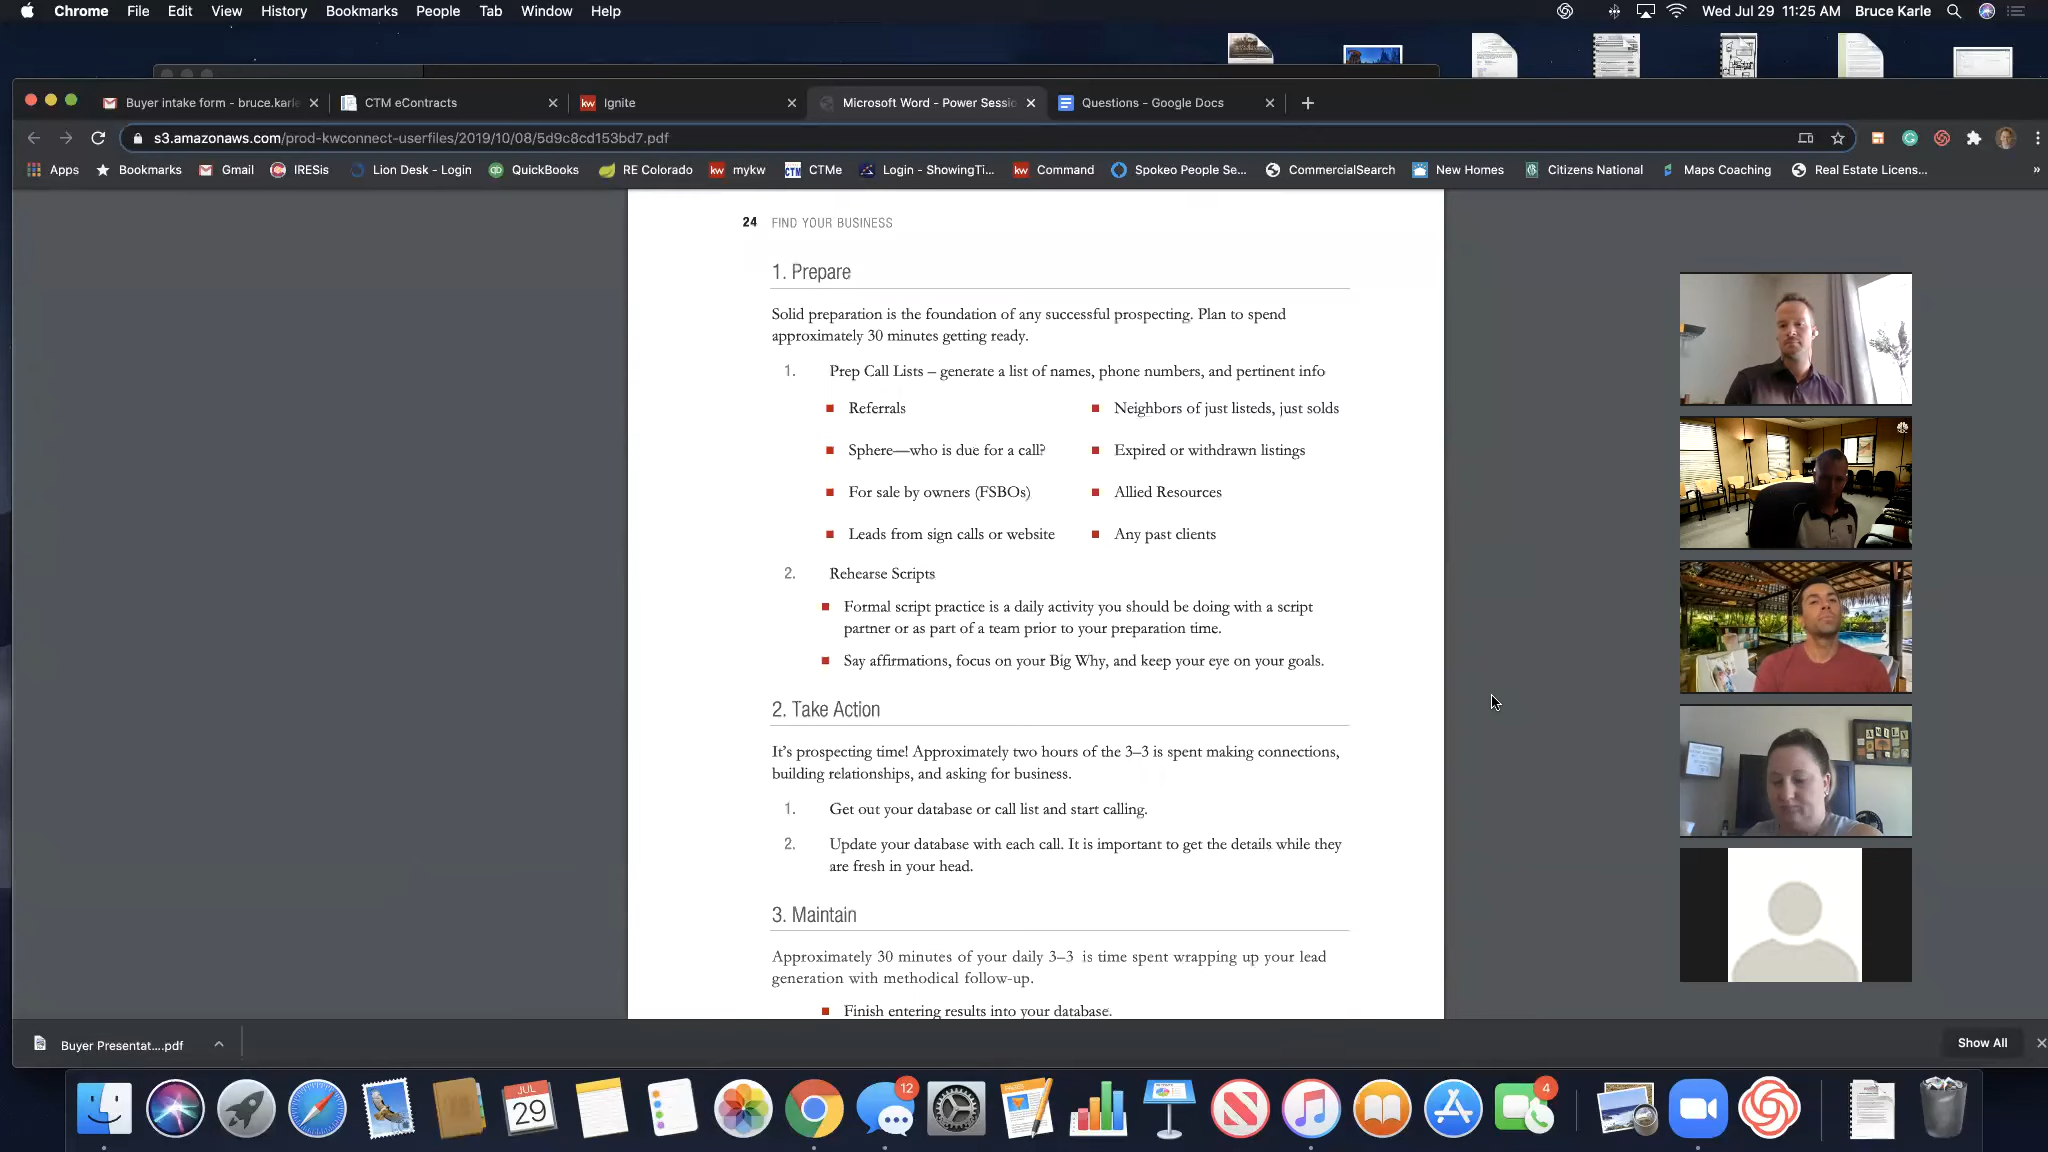 Chrome File Edit View History Bookmarks People Tab Window Help
Wed Jul 29 11:25 AM Bruce Karle
Buyer intake form - bruce.karle
CTM eContracts
kw Ignite
Microsoft Word - Power Sessio
Questions - Google Docs
s3.amazonaws.com/prod-kwconnect-userfiles/2019/10/08/5d9c8cd153bd7.pdf
Apps Bookmarks Gmail IRESis Lion Desk - Login qb QuickBooks RE Colorado kw mykw CTM CTMe Login - ShowingTi... kw Command Spokeo People Se... CommercialSearch New Homes Citizens National Maps Coaching Real Estate Licens... »
24 FIND YOUR BUSINESS
1. Prepare
Solid preparation is the foundation of any successful prospecting. Plan to spend
approximately 30 minutes getting ready.
1. Prep Call Lists – generate a list of names, phone numbers, and pertinent info
Referrals
Neighbors of just listed, just solds
Sphere—who is due for a call?
Expired or withdrawn listings
For sale by owners (FSBOs)
Allied Resources
Leads from sign calls or website
Any past clients
2. Rehearse Scripts
Formal script practice is a daily activity you should be doing with a script
partner or as part of a team prior to your preparation time.
Say affirmations, focus on your Big Why, and keep your eye on your goals.
2. Take Action
It's prospecting time! Approximately two hours of the 3–3 is spent making connections,
building relationships, and asking for business.
1. Get out your database or call list and start calling.
2. Update your database with each call. It is important to get the details while they
are fresh in your head.
3. Maintain
Approximately 30 minutes of your daily 3–3 is time spent wrapping up your lead
generation with methodical follow-up.
Finish entering results into your database.
Buyer Presentat....pdf
Show All
JUL
29
12
4